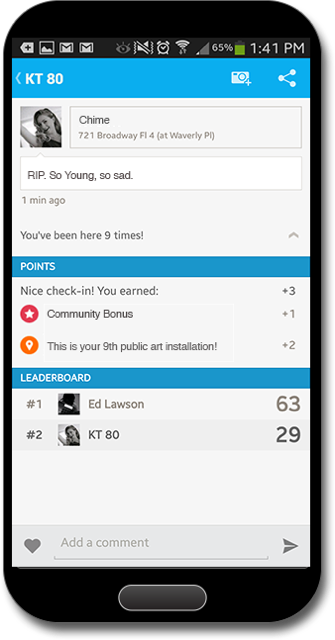 65% 1:41 PM
KT 80
Chime
721 Broadway Fl 4 (at Waverly Pl)
RIP. So Young, so sad.
1 min ago
You've been here 9 times!
POINTS
Nice check-in! You earned: +3
Community Bonus +1
This is your 9th public art installation! +2
LEADERBOARD
#1 Ed Lawson 63
#2 KT 80 29
Add a comment